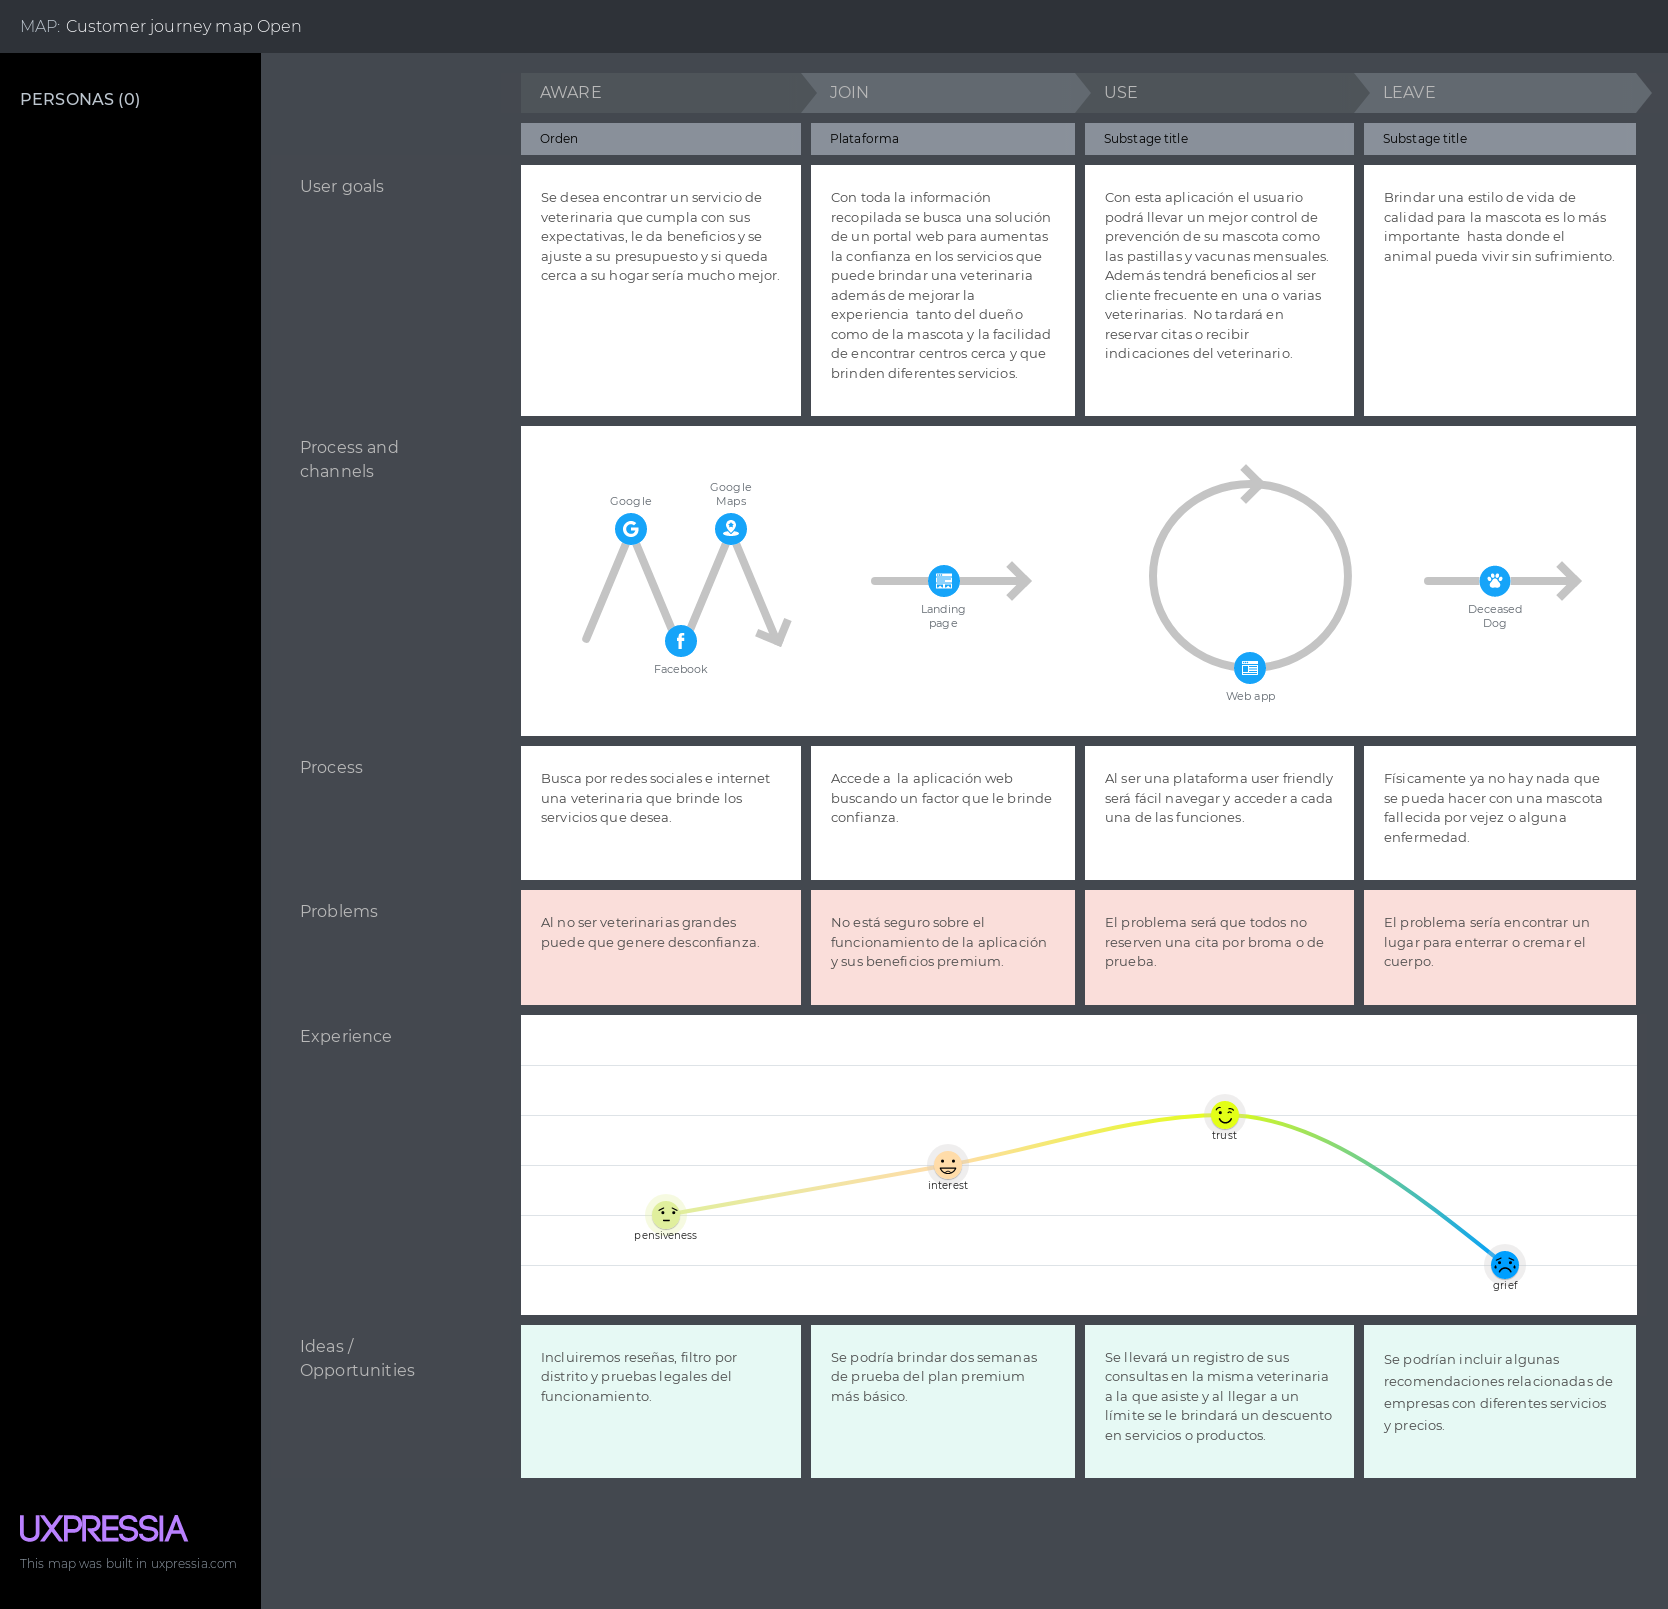 MAP: Customer journey map Open
PERSONAS (0)
AWARE
JOIN
USE
LEAVE
Orden
Plataforma
Substage title
Substage title
User goals
Se desea encontrar un servicio de
veterinaria que cumpla con sus
expectativas, le da beneficios y se
ajuste a su presupuesto y si queda
cerca a su hogar sería mucho mejor.
Con toda la información
recopilada se busca una solución
de un portal web para aumentas
la confianza en los servicios que
puede brindar una veterinaria
además de mejorar la
experiencia  tanto del dueño
como de la mascota y la facilidad
de encontrar centros cerca y que
brinden diferentes servicios.
Con esta aplicación el usuario
podrá llevar un mejor control de
prevención de su mascota como
las pastillas y vacunas mensuales.
Además tendrá beneficios al ser
cliente frecuente en una o varias
veterinarias.  No tardará en
reservar citas o recibir
indicaciones del veterinario.
Brindar una estilo de vida de
calidad para la mascota es lo más
importante  hasta donde el
animal pueda vivir sin sufrimiento.
Process and
channels
Google
Google
Maps
Facebook
Landing
page
Web app
Deceased
Dog
Process
Busca por redes sociales e internet
una veterinaria que brinde los
servicios que desea.
Accede a  la aplicación web
buscando un factor que le brinde
confianza.
Al ser una plataforma user friendly
será fácil navegar y acceder a cada
una de las funciones.
Físicamente ya no hay nada que
se pueda hacer con una mascota
fallecida por vejez o alguna
enfermedad.
Problems
Al no ser veterinarias grandes
puede que genere desconfianza.
No está seguro sobre el
funcionamiento de la aplicación
y sus beneficios premium.
El problema será que todos no
reserven una cita por broma o de
prueba.
El problema sería encontrar un
lugar para enterrar o cremar el
cuerpo.
Experience
pensiveness
interest
trust
grief
Ideas /
Opportunities
Incluiremos reseñas, filtro por
distrito y pruebas legales del
funcionamiento.
Se podría brindar dos semanas
de prueba del plan premium
más básico.
Se llevará un registro de sus
consultas en la misma veterinaria
a la que asiste y al llegar a un
límite se le brindará un descuento
en servicios o productos.
Se podrían incluir algunas
recomendaciones relacionadas de
empresas con diferentes servicios
y precios.
UXPRESSIA
This map was built in uxpressia.com